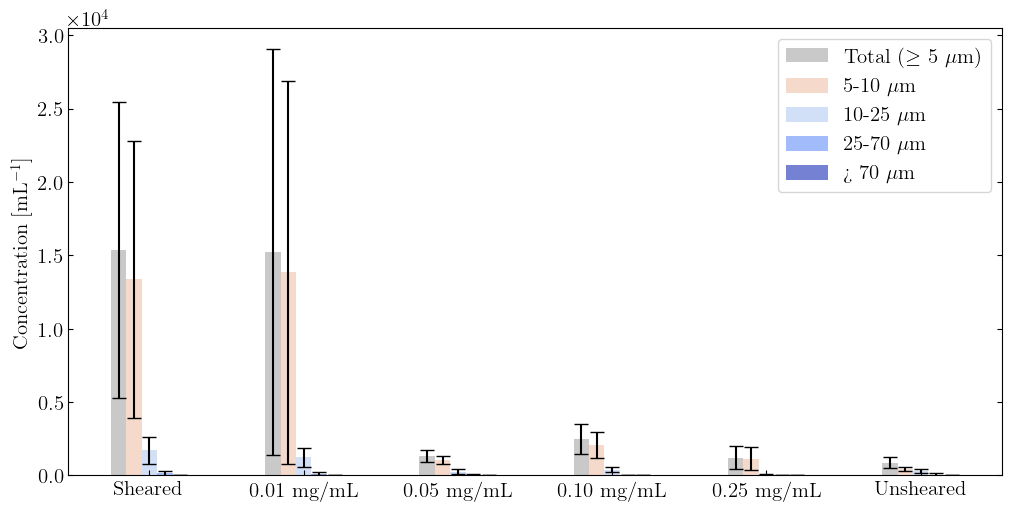 ×10⁴
3.0
2.5
2.0
1.5
1.0
0.5
0.0
Concentration [mL⁻¹]
Total (≥ 5 μm)
5-10 μm
10-25 μm
25-70 μm
¿ 70 μm
Sheared
0.01 mg/mL
0.05 mg/mL
0.10 mg/mL
0.25 mg/mL
Unsheared